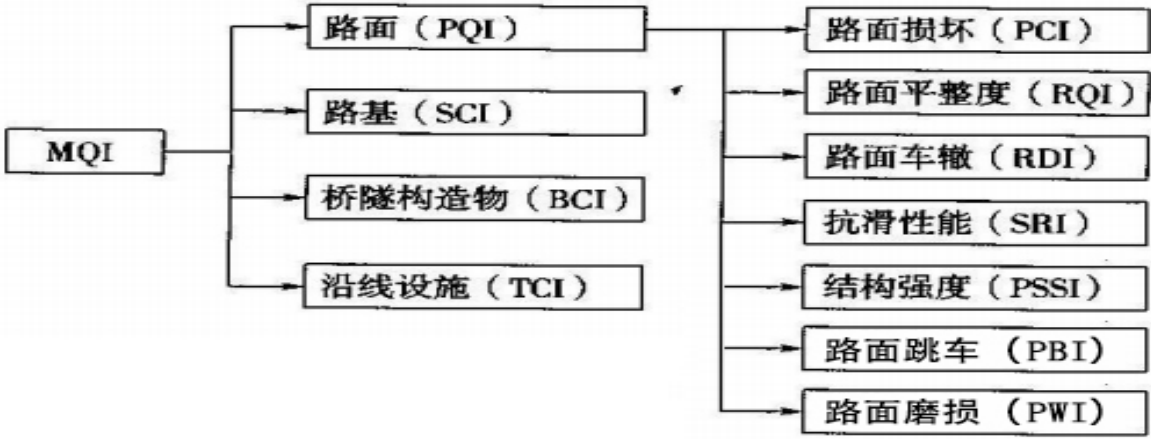 MQI
路面（PQI）
路基（SCI）
桥隧构造物（BCI）
沿线设施（TCI）
路面损坏（PCI）
路面平整度（RQI）
路面车辙（RDI）
抗滑性能（SRI）
结构强度（PSSI）
路面跳车（PBI）
路面磨损（PWI）